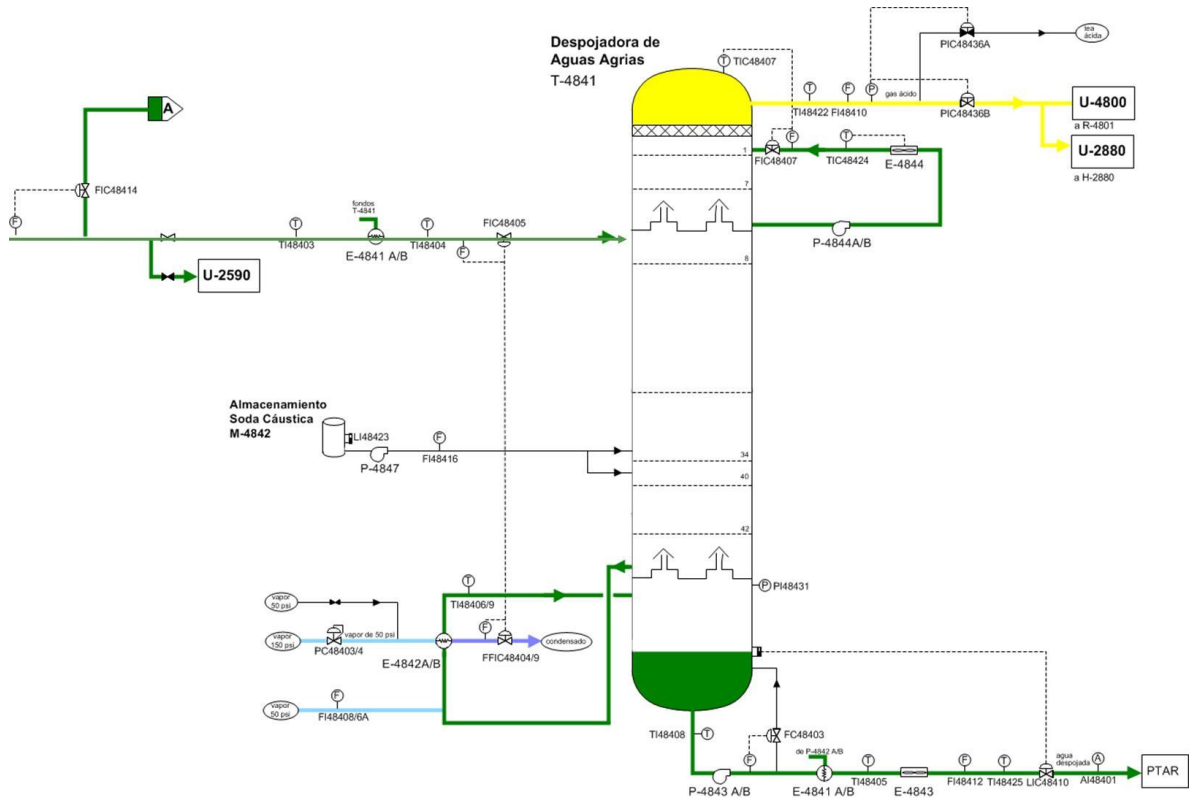 Despojadora de
Aguas Agrias
T-4841
T
TIC48407
PIC48436A
tea
ácida
T
TI48422
F
FI48410
P
gas ácido
PIC48436B
U-4800
a R-4801
U-2880
a H-2880
A
FIC48414
F
1
FIC48407
F
T
TIC48424
E-4844
7
P-4844A/B
8
T
TI48403
fondos
T-4841
E-4841 A/B
T
TI48404
F
FIC48405
U-2590
Almacenamiento
Soda Cáustica
M-4842
LI48423
P-4847
F
FI48416
34
40
42
P
PI48431
T
TI48406/9
vapor
50 psi
vapor
150 psi
PC48403/4
vapor de 50 psi
E-4842A/B
F
FFIC48404/9
condensado
vapor
50 psi
F
FI48408/6A
TI48408
T
FC48403
P-4843 A/B
F
de P-4842 A/B
E-4841 A/B
T
TI48405
E-4843
F
FI48412
T
TI48425
LIC48410
agua
despojada
A
AI48401
PTAR